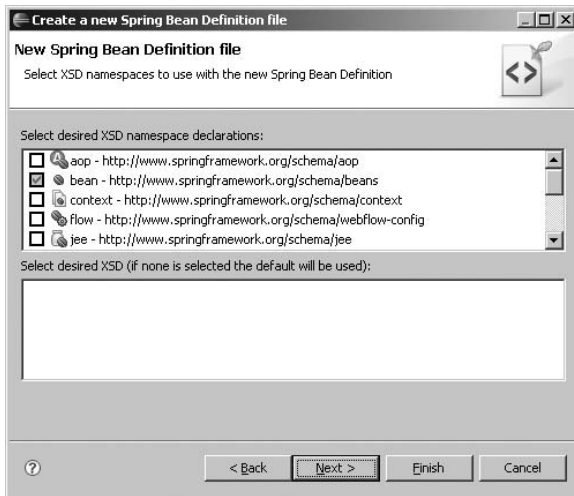 Create a new Spring Bean Definition file
New Spring Bean Definition file
Select XSD namespaces to use with the new Spring Bean Definition
Select desired XSD namespace declarations:
aop - http://www.springframework.org/schema/aop
bean - http://www.springframework.org/schema/beans
context - http://www.springframework.org/schema/context
flow - http://www.springframework.org/schema/webflow-config
jee - http://www.springframework.org/schema/jee
Select desired XSD (if none is selected the default will be used):
< Back Next > Finish Cancel